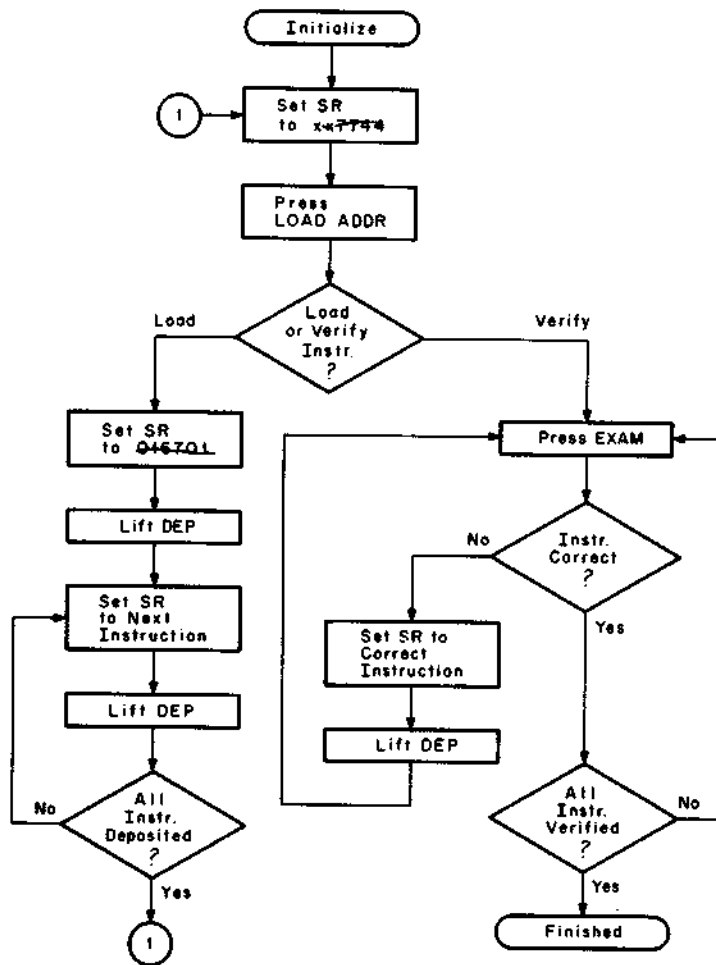 Initialize
1
Set SR
to xx7744
Press
LOAD ADDR
Load
or Verify
Instr.
?
Load
Verify
Set SR
to 016701
Lift DEP
Set SR
to Next
Instruction
Lift DEP
All
Instr.
Deposited
?
No
Yes
1
Press EXAM
Instr.
Correct
?
No
Yes
Set SR to
Correct
Instruction
Lift DEP
All
Instr.
Verified
?
No
Yes
Finished